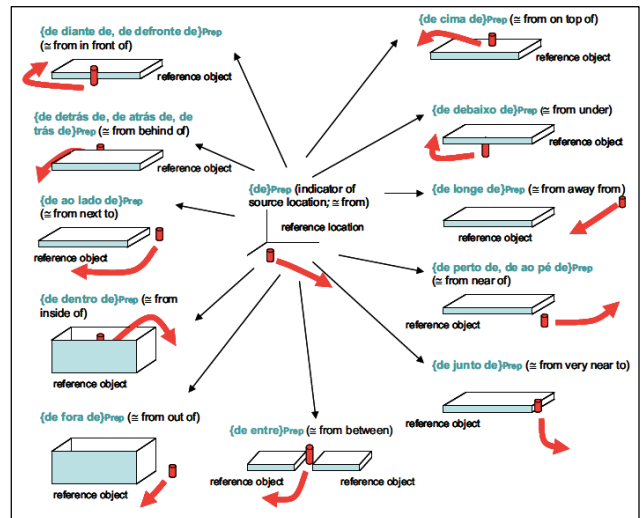 {de diante de, de defronte de}Prep
(≅ from in front of)
reference object
{de cima de}Prep (≅ from on top of)
reference object
{de detrás de, de atrás de, de
trás de}Prep (≅ from behind of)
reference object
{de debaixo de}Prep (≅ from under)
reference object
{de}Prep (indicator of
source location; ≅ from)
reference location
{de ao lado de}Prep
(≅ from next to)
reference object
{de longe de}Prep (≅ from away from)
reference object
{de perto de, de ao pé de}Prep
(≅ from near of)
reference object
{de dentro de}Prep (≅ from
inside of)
reference object
{de junto de}Prep (≅ from very near to)
reference object
{de fora de}Prep (≅ from out of)
reference object
{de entre}Prep (≅ from between)
reference object
reference object